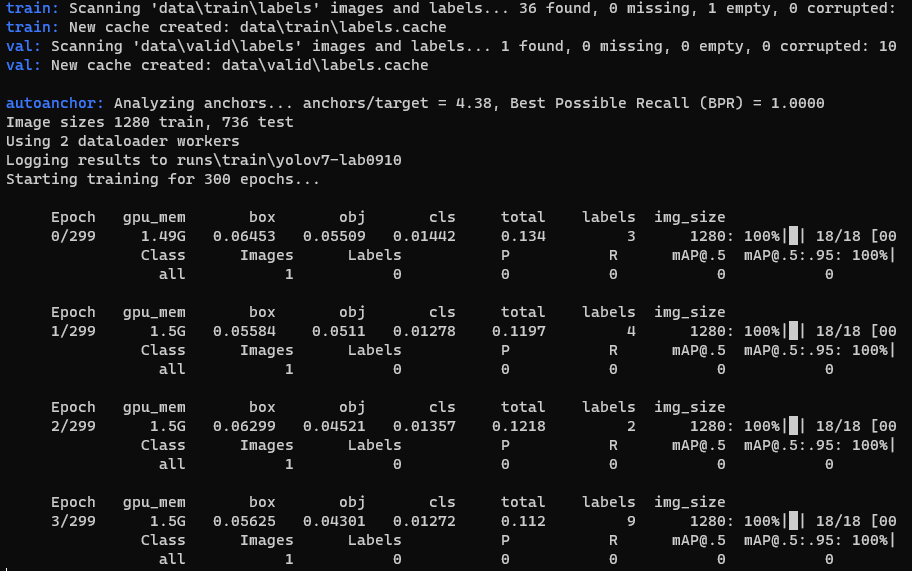 train: Scanning 'data\train\labels' images and labels... 36 found, 0 missing, 1 empty, 0 corrupted:
train: New cache created: data\train\labels.cache
val: Scanning 'data\valid\labels' images and labels... 1 found, 0 missing, 0 empty, 0 corrupted: 10
val: New cache created: data\valid\labels.cache
autoanchor: Analyzing anchors... anchors/target = 4.38, Best Possible Recall (BPR) = 1.0000
Image sizes 1280 train, 736 test
Using 2 dataloader workers
Logging results to runs\train\yolov7-lab0910
Starting training for 300 epochs...
Epoch gpu_mem box obj cls total labels img_size
0/299 1.49G 0.06453 0.05509 0.01442 0.134 3 1280: 100%|█| 18/18 [00
Class Images Labels P R mAP@.5 mAP@.5:.95: 100%|
all 1 0 0 0 0 0
Epoch gpu_mem box obj cls total labels img_size
1/299 1.5G 0.05584 0.0511 0.01278 0.1197 4 1280: 100%|█| 18/18 [00
Class Images Labels P R mAP@.5 mAP@.5:.95: 100%|
all 1 0 0 0 0 0
Epoch gpu_mem box obj cls total labels img_size
2/299 1.5G 0.06299 0.04521 0.01357 0.1218 2 1280: 100%|█| 18/18 [00
Class Images Labels P R mAP@.5 mAP@.5:.95: 100%|
all 1 0 0 0 0 0
Epoch gpu_mem box obj cls total labels img_size
3/299 1.5G 0.05625 0.04301 0.01272 0.112 9 1280: 100%|█| 18/18 [00
Class Images Labels P R mAP@.5 mAP@.5:.95: 100%|
all 1 0 0 0 0 0